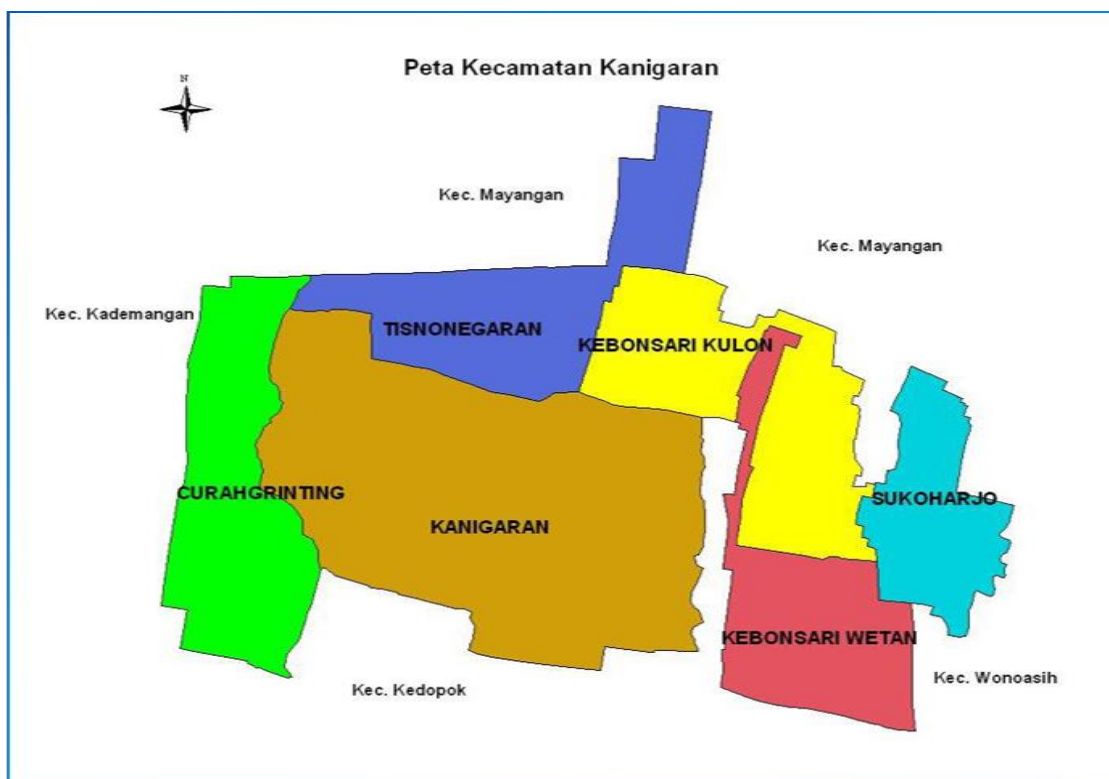 Peta Kecamatan Kanigaran
N
Kec. Mayangan
Kec. Mayangan
Kec. Kademangan
TISNONEGARAN
KEBONSARI KULON
CURAHGRINTING
SUKOHARJO
KANIGARAN
KEBONSARI WETAN
Kec. Wonoasih
Kec. Kedopok